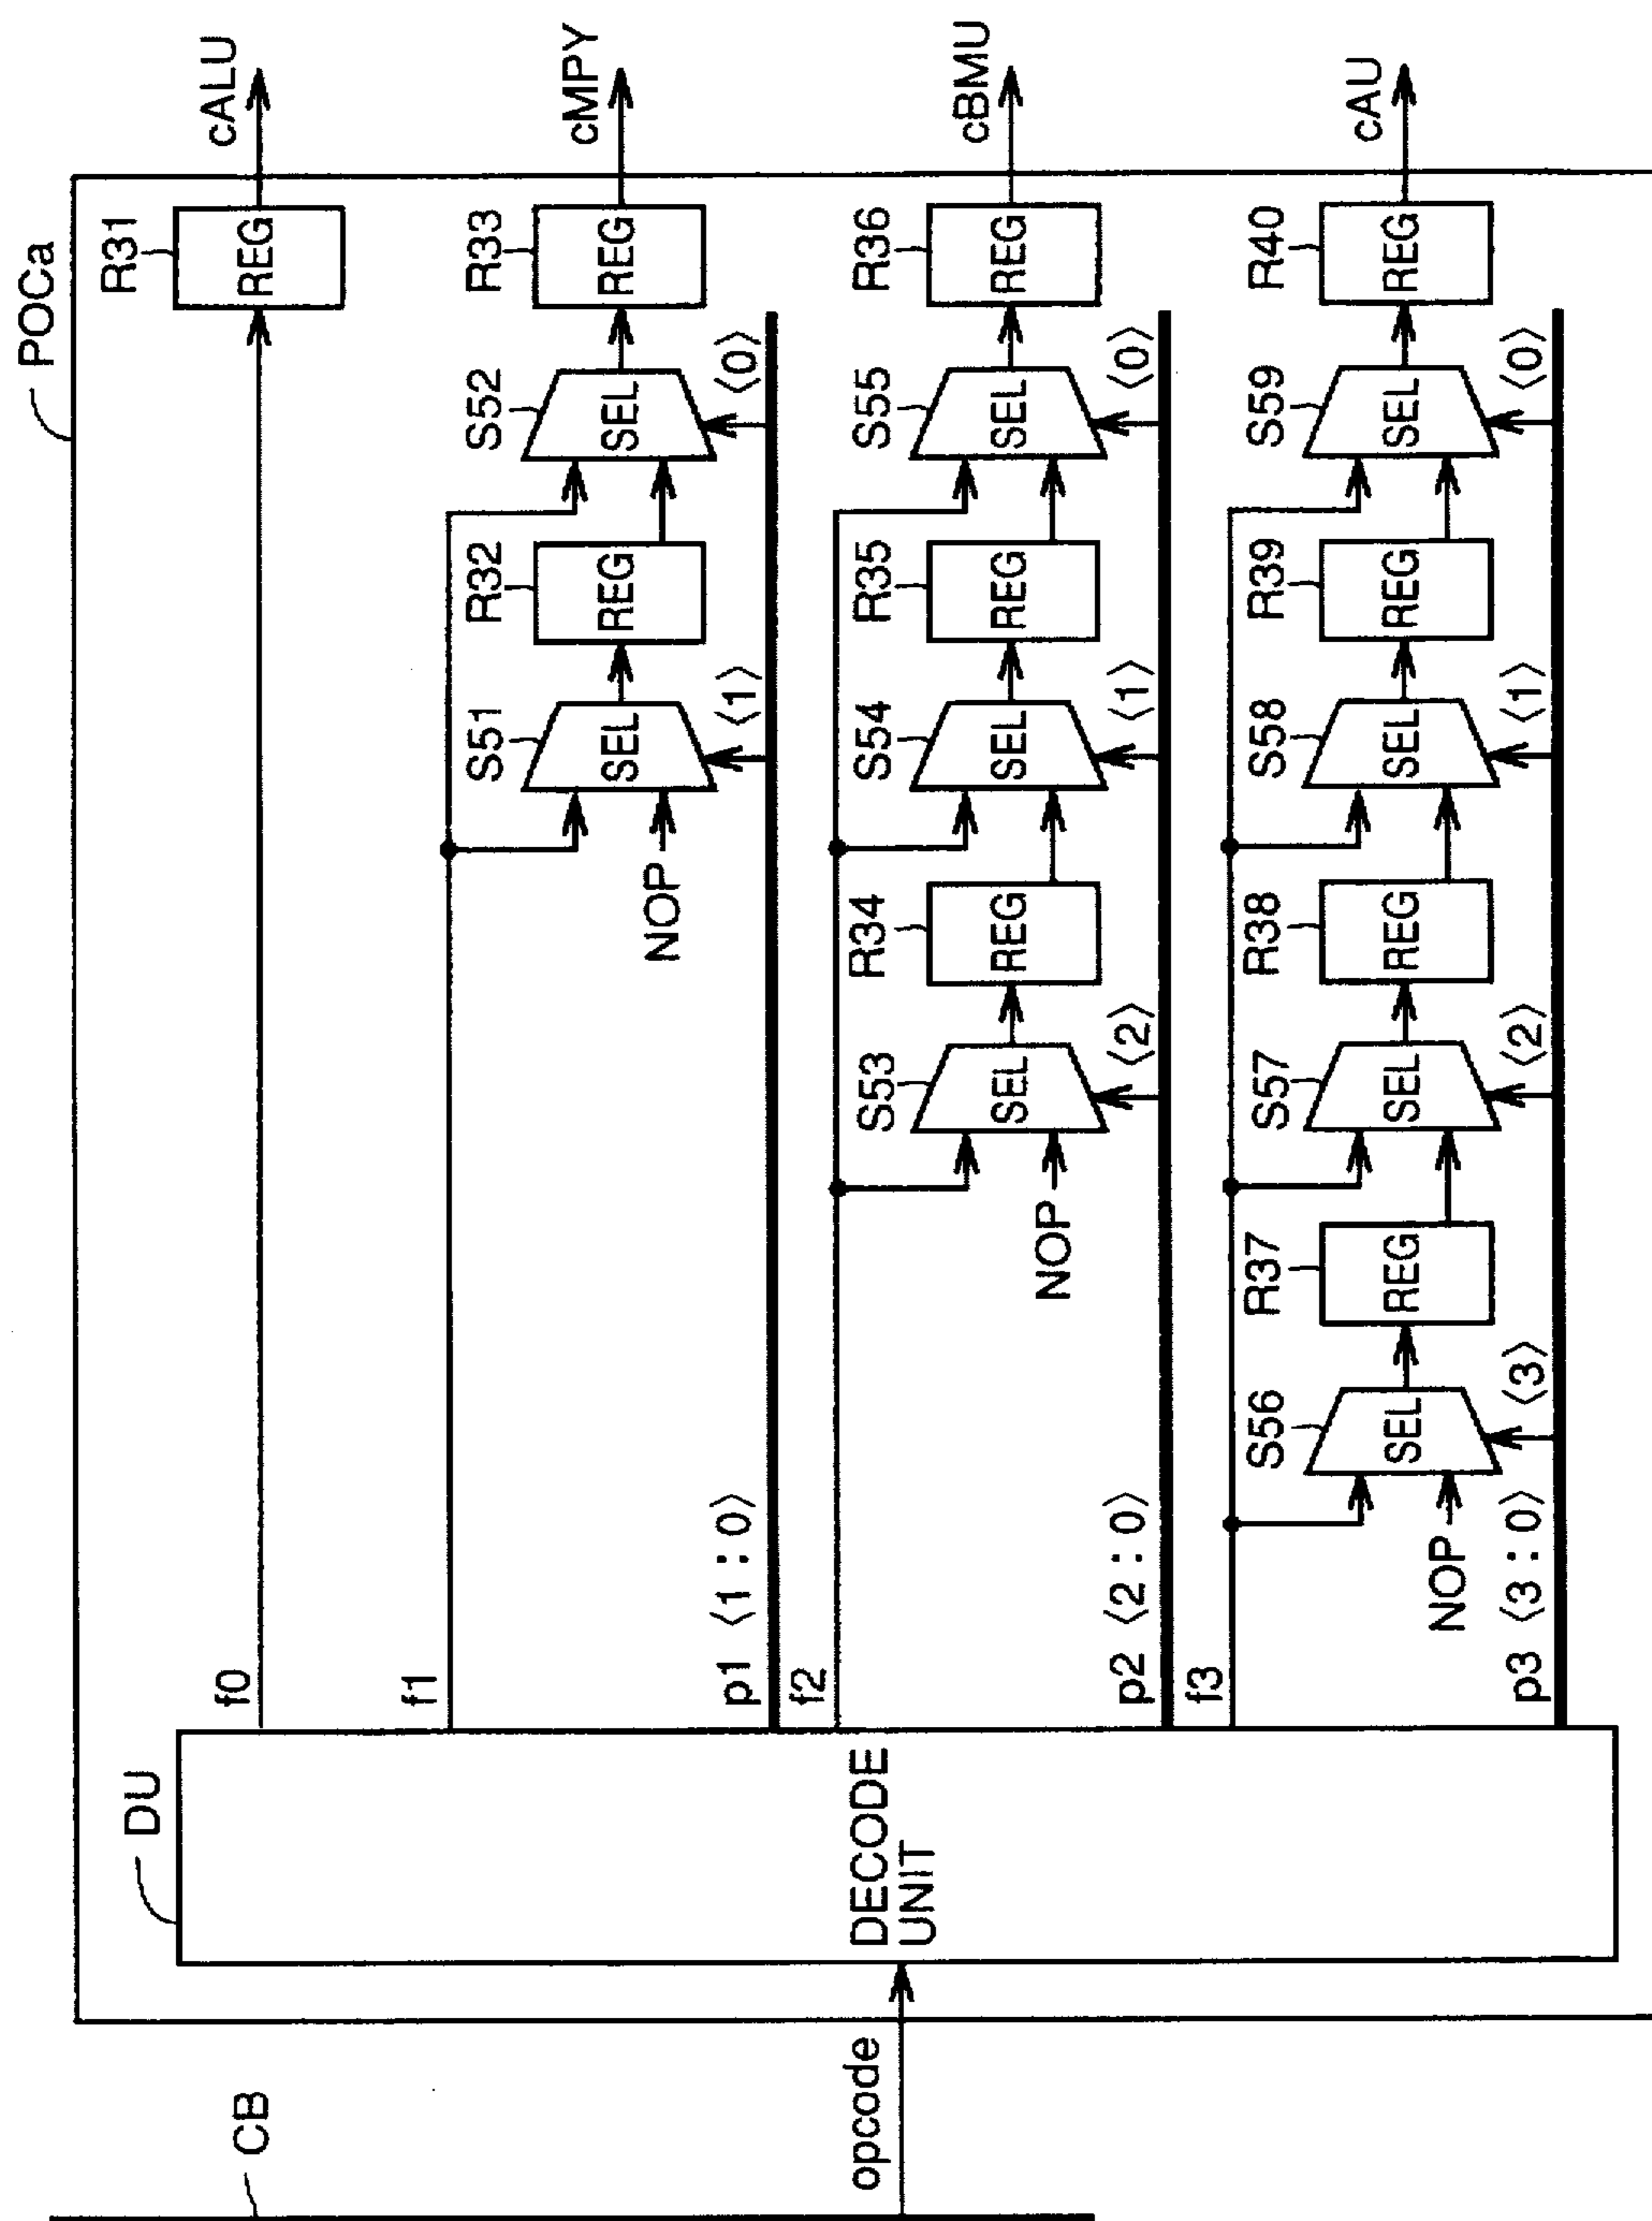 CB
opcode
DU
DECODE
UNIT
POCa
f0
R31
REG
cALU
f1
S51
SEL
NOP
R32
REG
S52
SEL
R33
REG
cMPY
p1 ⟨1 : 0⟩
⟨1⟩
⟨0⟩
f2
S53
SEL
NOP
R34
REG
S54
SEL
R35
REG
S55
SEL
R36
REG
cBMU
p2 ⟨2 : 0⟩
⟨2⟩
⟨1⟩
⟨0⟩
f3
S56
SEL
NOP
R37
REG
S57
SEL
R38
REG
S58
SEL
R39
REG
S59
SEL
R40
REG
cAU
p3 ⟨3 : 0⟩
⟨3⟩
⟨2⟩
⟨1⟩
⟨0⟩